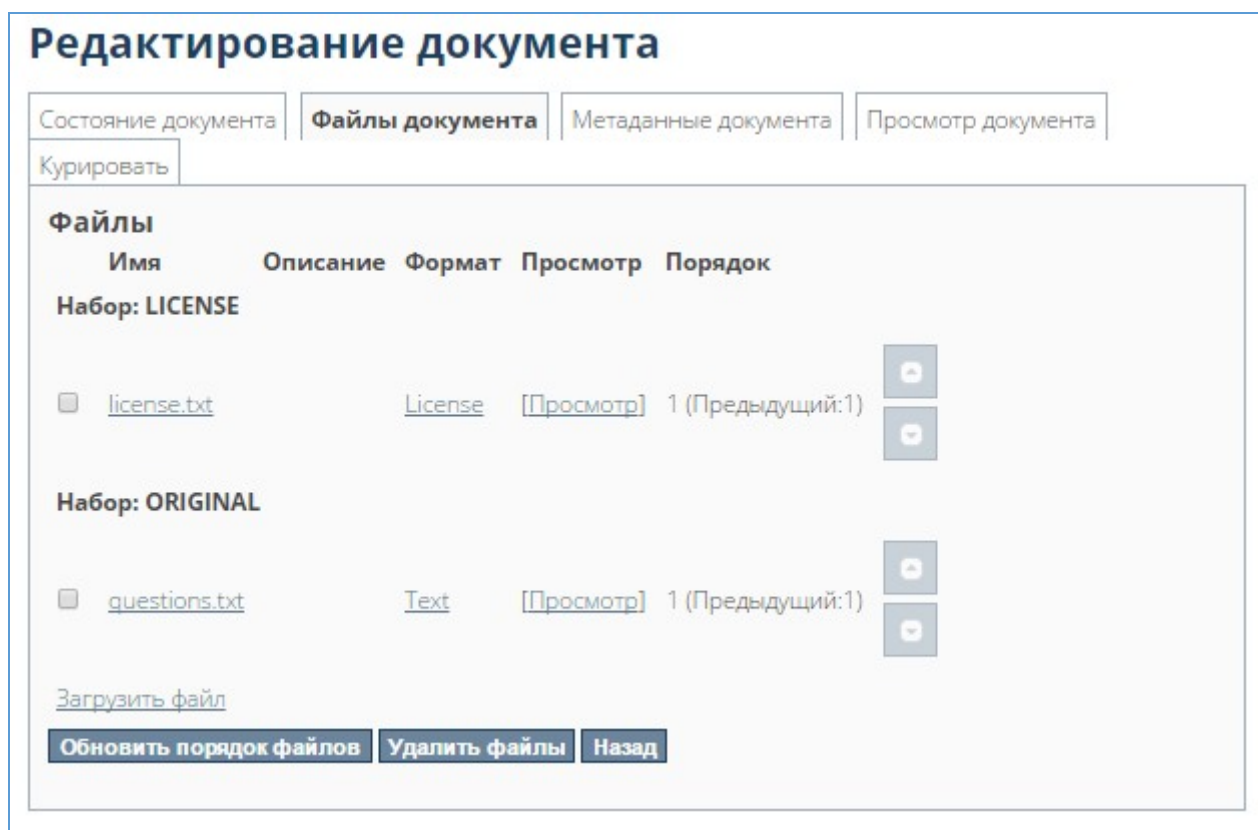 Редактирование документа
Состояние документа Файлы документа Метаданные документа Просмотр документа
Курировать
Файлы
Имя Описание Формат Просмотр Порядок
Набор: LICENSE
license.txt License [Просмотр] 1 (Предыдущий:1)
Набор: ORIGINAL
questions.txt Text [Просмотр] 1 (Предыдущий:1)
Загрузить файл
Обновить порядок файлов Удалить файлы Назад